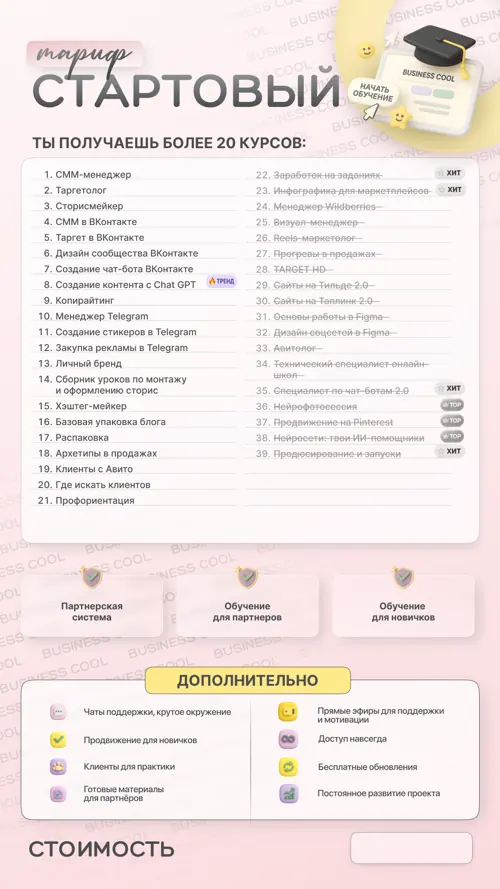 тариф
СТАРТОВЫЙ
BUSINESS COOL
НАЧАТЬ
ОБУЧЕНИЕ
ТЫ ПОЛУЧАЕШЬ БОЛЕЕ 20 КУРСОВ:
1. СММ-менеджер
2. Таргетолог
3. Сторисмейкер
4. СММ в ВКонтакте
5. Таргет в ВКонтакте
6. Дизайн сообщества ВКонтакте
7. Создание чат-бота ВКонтакте
8. Создание контента с Chat GPT ТРЕНД
9. Копирайтинг
10. Менеджер Telegram
11. Создание стикеров в Telegram
12. Закупка рекламы в Telegram
13. Личный бренд
14. Сборник уроков по монтажу
и оформлению сторис
15. Хэштег-мейкер
16. Базовая упаковка блога
17. Распаковка
18. Архетипы в продажах
19. Клиенты с Авито
20. Где искать клиентов
21. Профориентация
22. Заработок на заданиях ХИТ
23. Инфографика для маркетплейсов ХИТ
24. Менеджер Wildberries
25. Визуал-менеджер
26. Reels-маркетолог
27. Прогревы в продажах
28. TARGET HD
29. Сайты на Тильде 2.0
30. Сайты на Таплинк 2.0
31. Основы работы в Figma
32. Дизайн соцсетей в Figma
33. Авитолог
34. Технический специалист онлайн-
школ
35. Специалист по чат-ботам 2.0 ХИТ
36. Нейрофотосессия TOP
37. Продвижение на Pinterest TOP
38. Нейросети: твои ИИ-помощники TOP
39. Продюсирование и запуски ХИТ
Партнерская
система
Обучение
для партнеров
Обучение
для новичков
ДОПОЛНИТЕЛЬНО
Чаты поддержки, крутое окружение
Продвижение для новичков
Клиенты для практики
Готовые материалы
для партнёров
Прямые эфиры для поддержки
и мотивации
Доступ навсегда
Бесплатные обновления
Постоянное развитие проекта
СТОИМОСТЬ